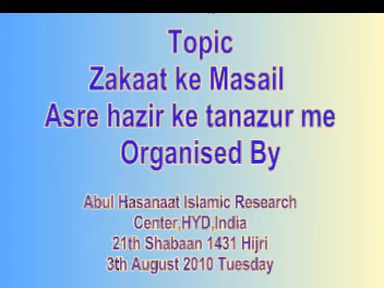 Topic
Zakaat ke Masail
Asre hazir ke tanazur me
Organised By
Abul Hasanaat Islamic Research
Center,HYD,India
21th Shabaan 1431 Hijri
3th August 2010 Tuesday